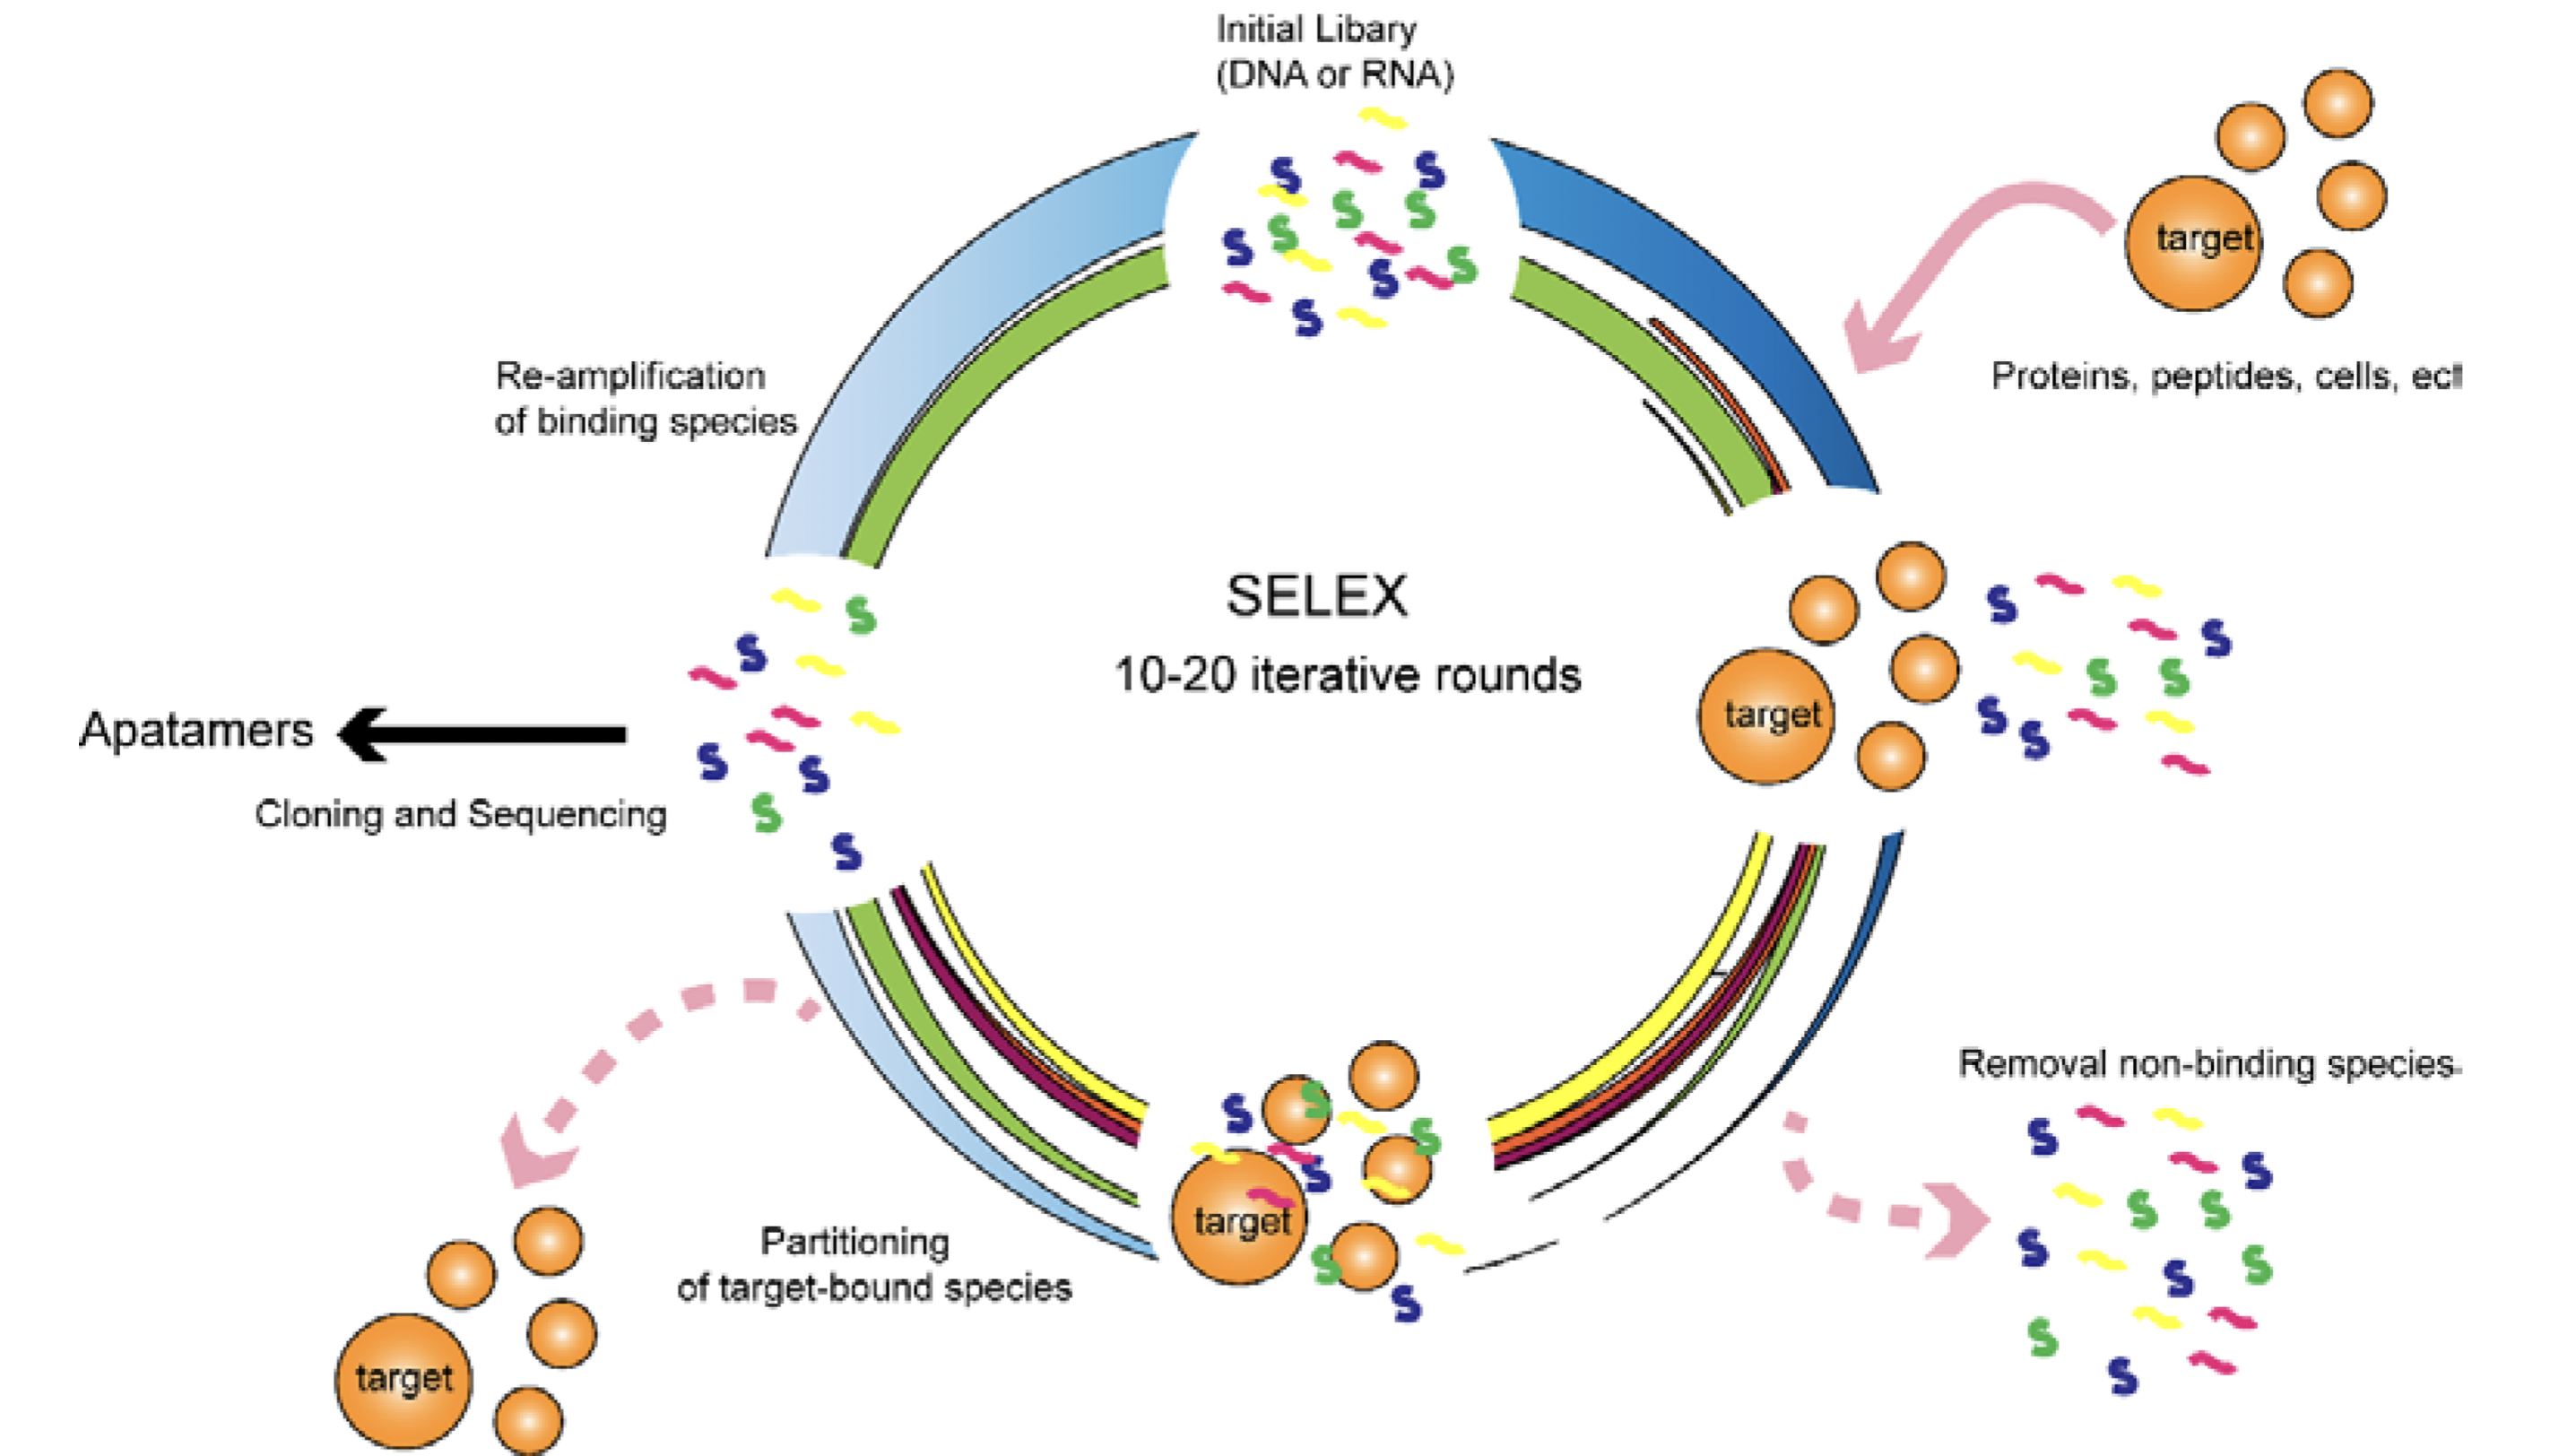 Initial Libary
(DNA or RNA)
target
Proteins, peptides, cells, ect
Re-amplification
of binding species
SELEX
10-20 iterative rounds
target
Apatamers
Cloning and Sequencing
Removal non-binding species
target
Partitioning
of target-bound species
target